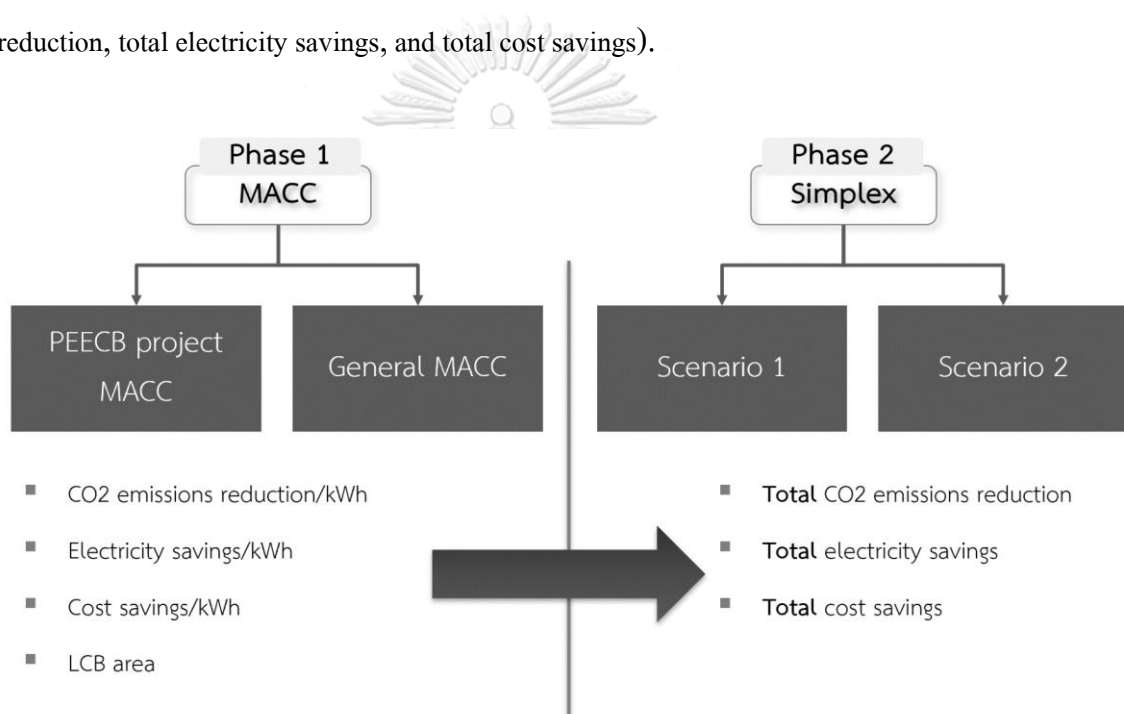 reduction, total electricity savings, and total cost savings).
Phase 1
MACC
PEECB project
MACC
General MACC
CO2 emissions reduction/kWh
Electricity savings/kWh
Cost savings/kWh
LCB area
Phase 2
Simplex
Scenario 1
Scenario 2
Total CO2 emissions reduction
Total electricity savings
Total cost savings